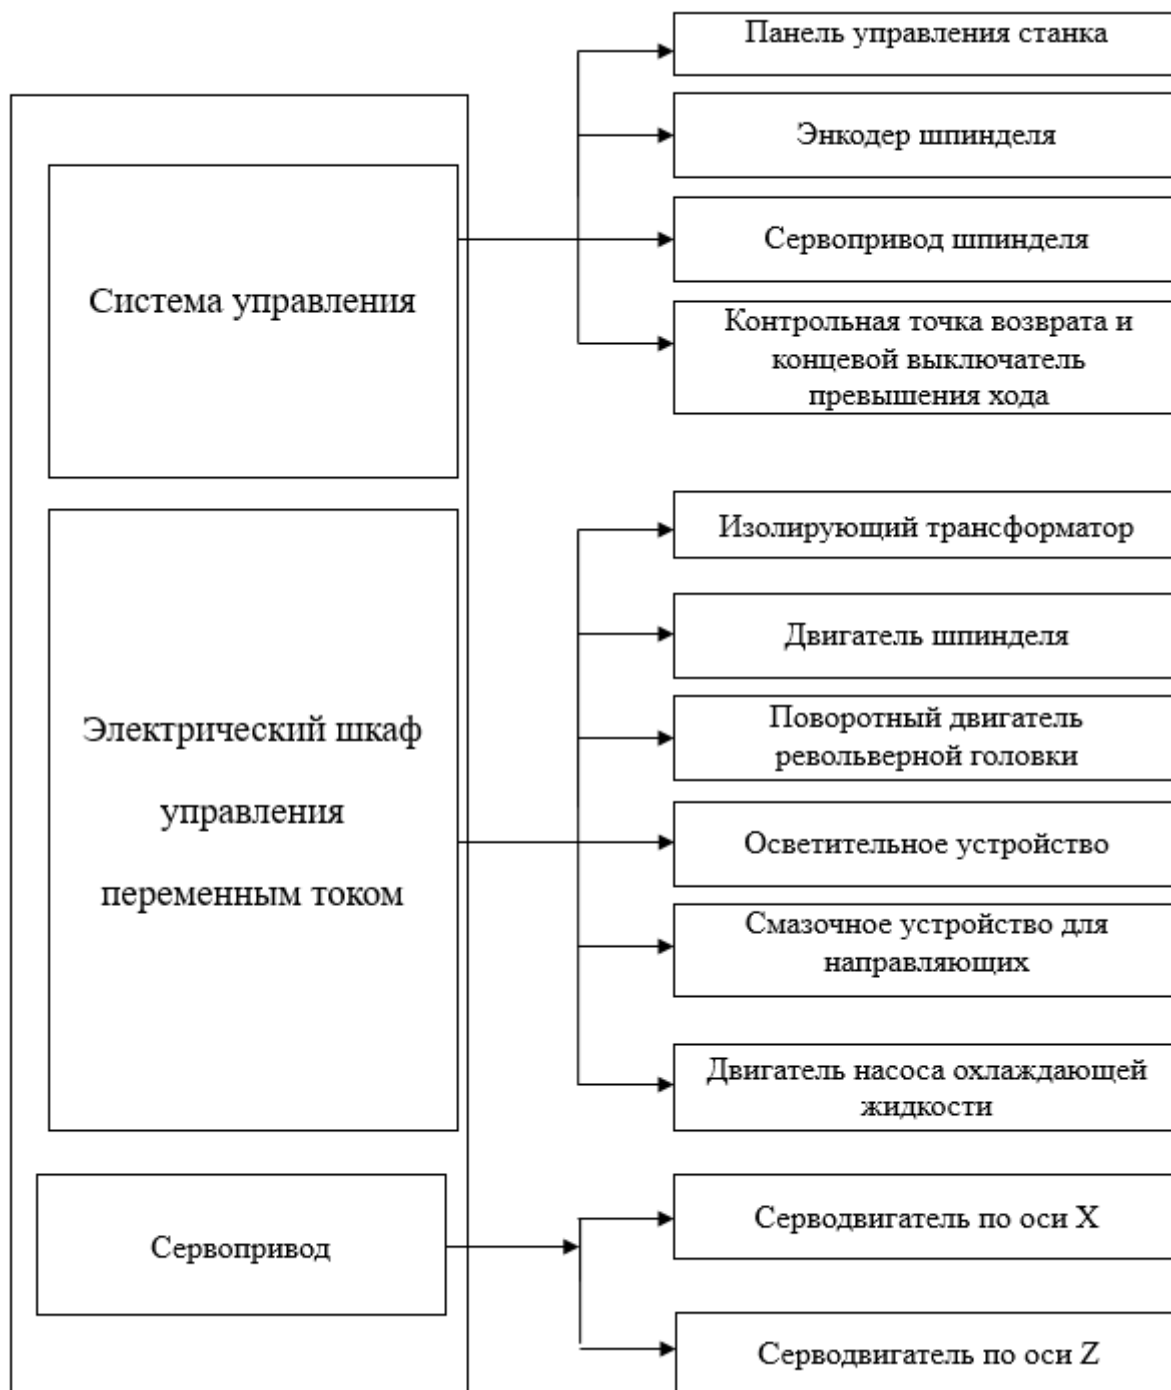 Панель управления станка
Энкодер шпинделя
Сервопривод шпинделя
Контрольная точка возврата и
концевой выключатель
превышения хода
Система управления
Изолирующий трансформатор
Двигатель шпинделя
Поворотный двигатель
револьверной головки
Осветительное устройство
Смазочное устройство для
направляющих
Двигатель насоса охлаждающей
жидкости
Электрический шкаф
управления
переменным током
Сервопривод
Серводвигатель по оси X
Серводвигатель по оси Z